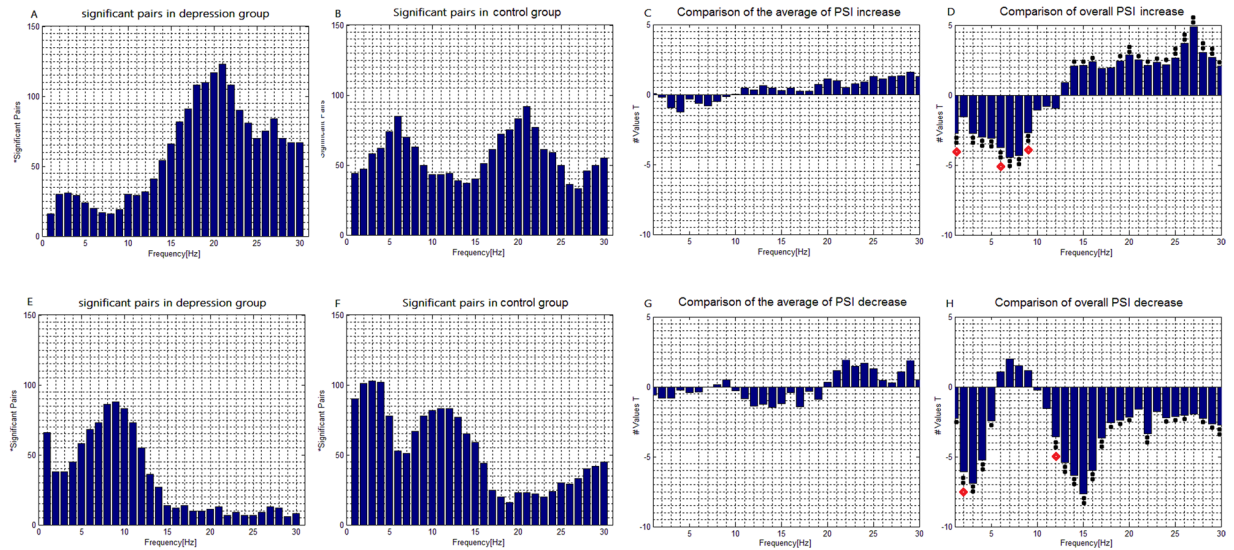 A
significant pairs in depression group
150
100
50
0
*Significant Pairs
0 5 10 15 20 25 30
Frequency[Hz]
B
Significant pairs in control group
150
100
50
0
Significant Pairs
0 5 10 15 20 25 30
Frequency[Hz]
C
Comparison of the average of PSI increase
5
0
-5
-10
# Values T
5 10 15 20 25 30
Frequency[Hz]
D
Comparison of overall PSI increase
5
0
-5
-10
# Values T
5 10 15 20 25 30
Frequency[Hz]
E
significant pairs in depression group
150
100
50
0
*Significant Pairs
0 5 10 15 20 25 30
Frequency[Hz]
F
Significant pairs in control group
150
100
50
0
*Significant Pairs
0 5 10 15 20 25 30
Frequency[Hz]
G
Comparison of the average of PSI decrease
5
0
-5
-10
# Values T
5 10 15 20 25 30
Frequency[Hz]
H
Comparison of overall PSI decrease
5
0
-5
-10
# Values T
5 10 15 20 25 30
Frequency[Hz]